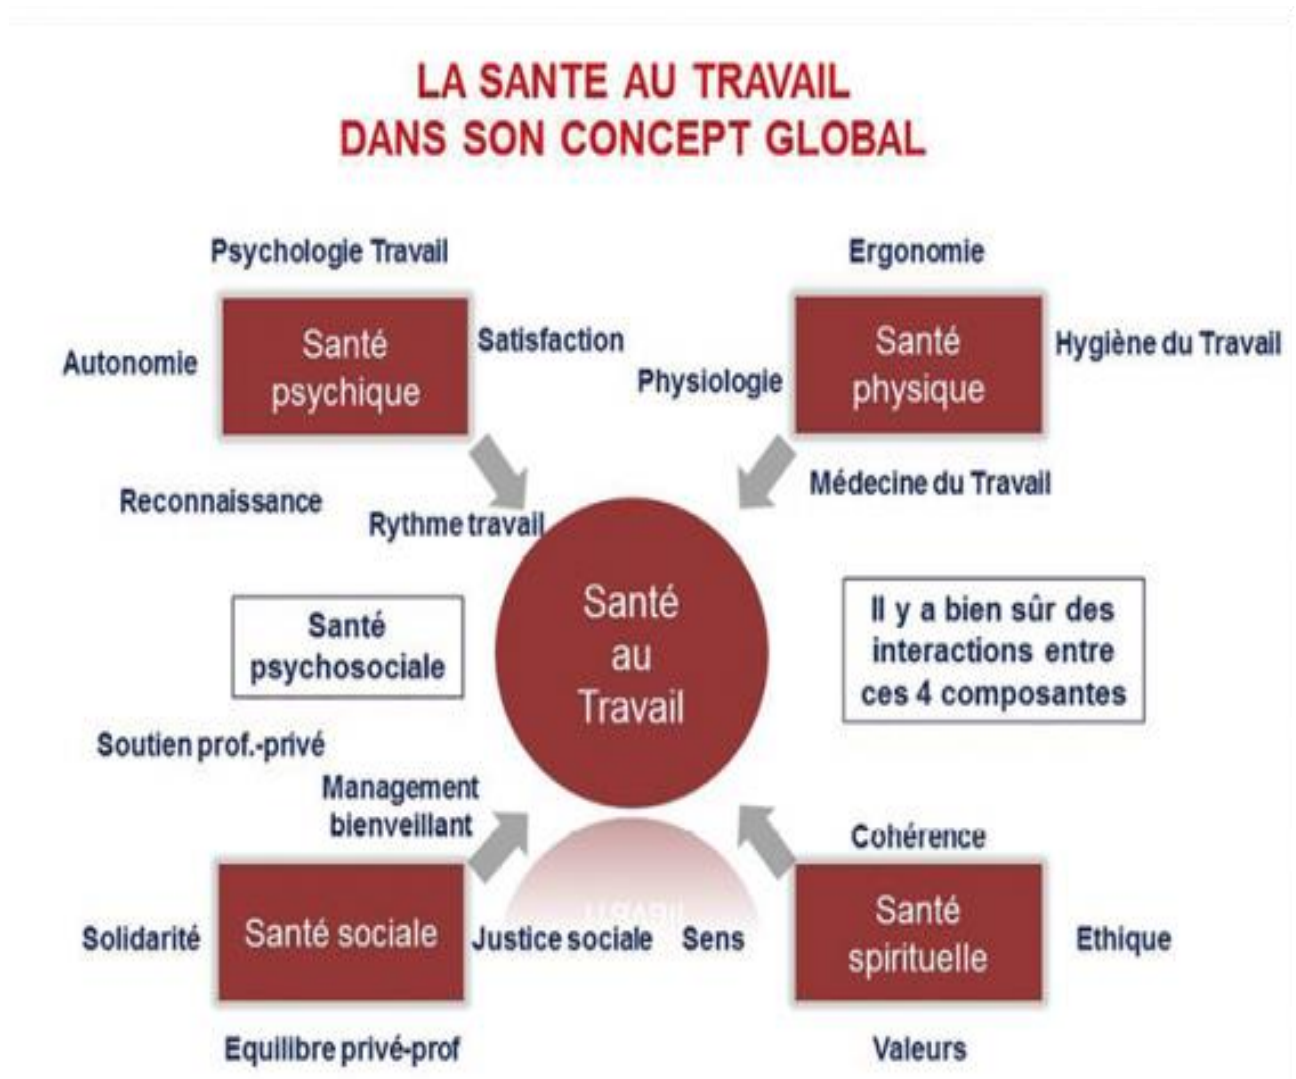 LA SANTE AU TRAVAIL
DANS SON CONCEPT GLOBAL
Psychologie Travail
Ergonomie
Autonomie
Santé
psychique
Satisfaction
Physiologie
Santé
physique
Hygiène du Travail
Reconnaissance
Rythme travail
Médecine du Travail
Santé
psychosociale
Santé
au
Travail
Il y a bien sûr des
interactions entre
ces 4 composantes
Soutien prof.-privé
Management
bienveillant
Cohérence
Solidarité
Santé sociale
Justice sociale
Sens
Santé
spirituelle
Ethique
Equilibre privé-prof
Valeurs